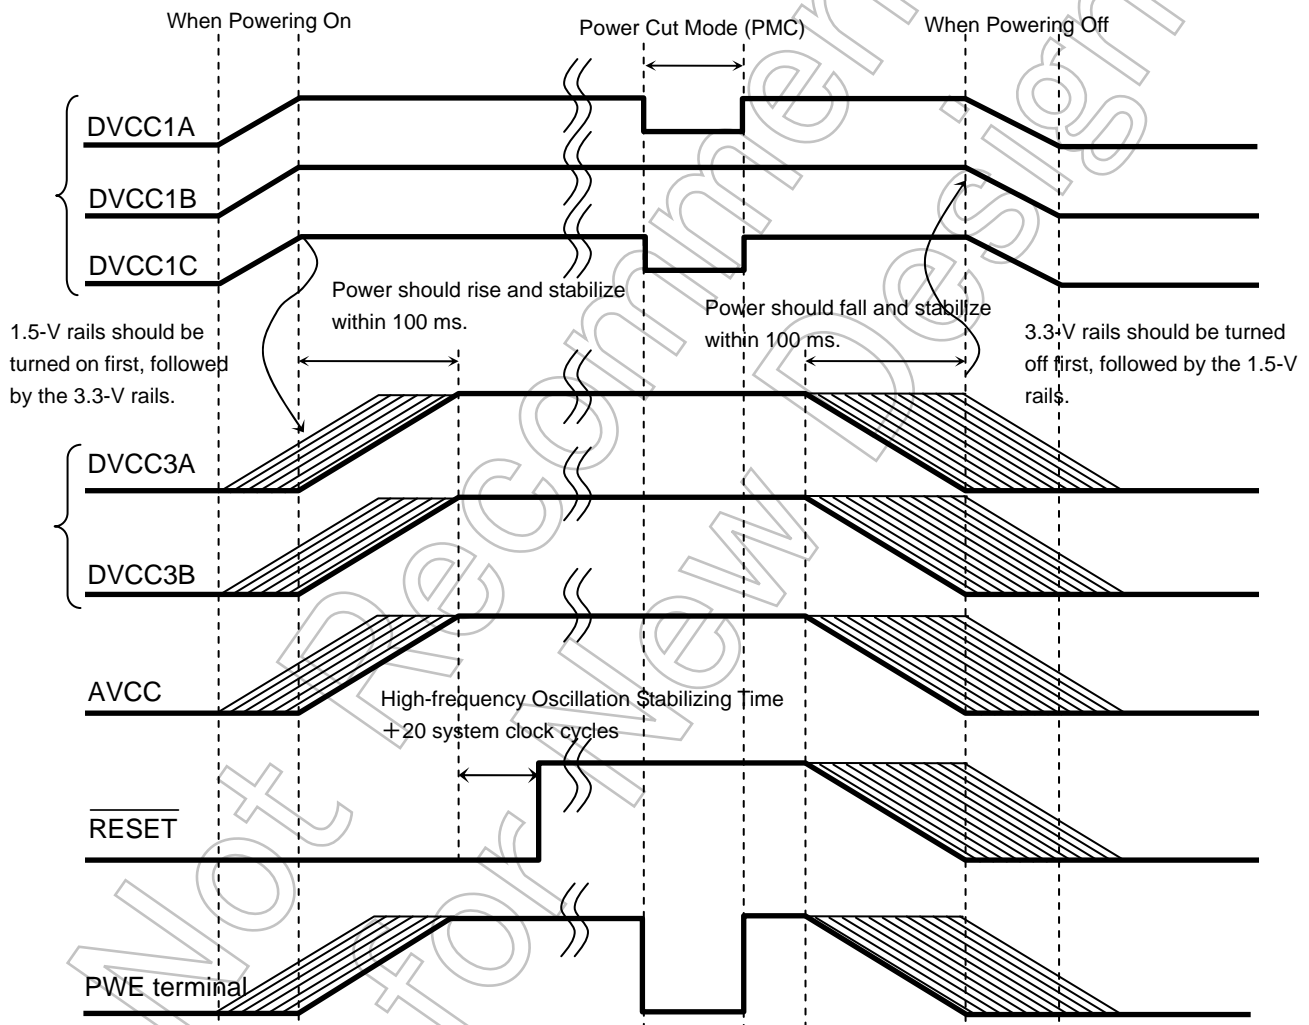 When Powering On
Power Cut Mode (PMC)
When Powering Off
DVCC1A
DVCC1B
DVCC1C
Power should rise and stabilize
within 100 ms.
Power should fall and stabilize
within 100 ms.
1.5-V rails should be
turned on first, followed
by the 3.3-V rails.
3.3-V rails should be turned
off first, followed by the 1.5-V
rails.
DVCC3A
DVCC3B
AVCC
High-frequency Oscillation Stabilizing Time
+20 system clock cycles
RESET
PWE terminal
Not Recommen
for New Design